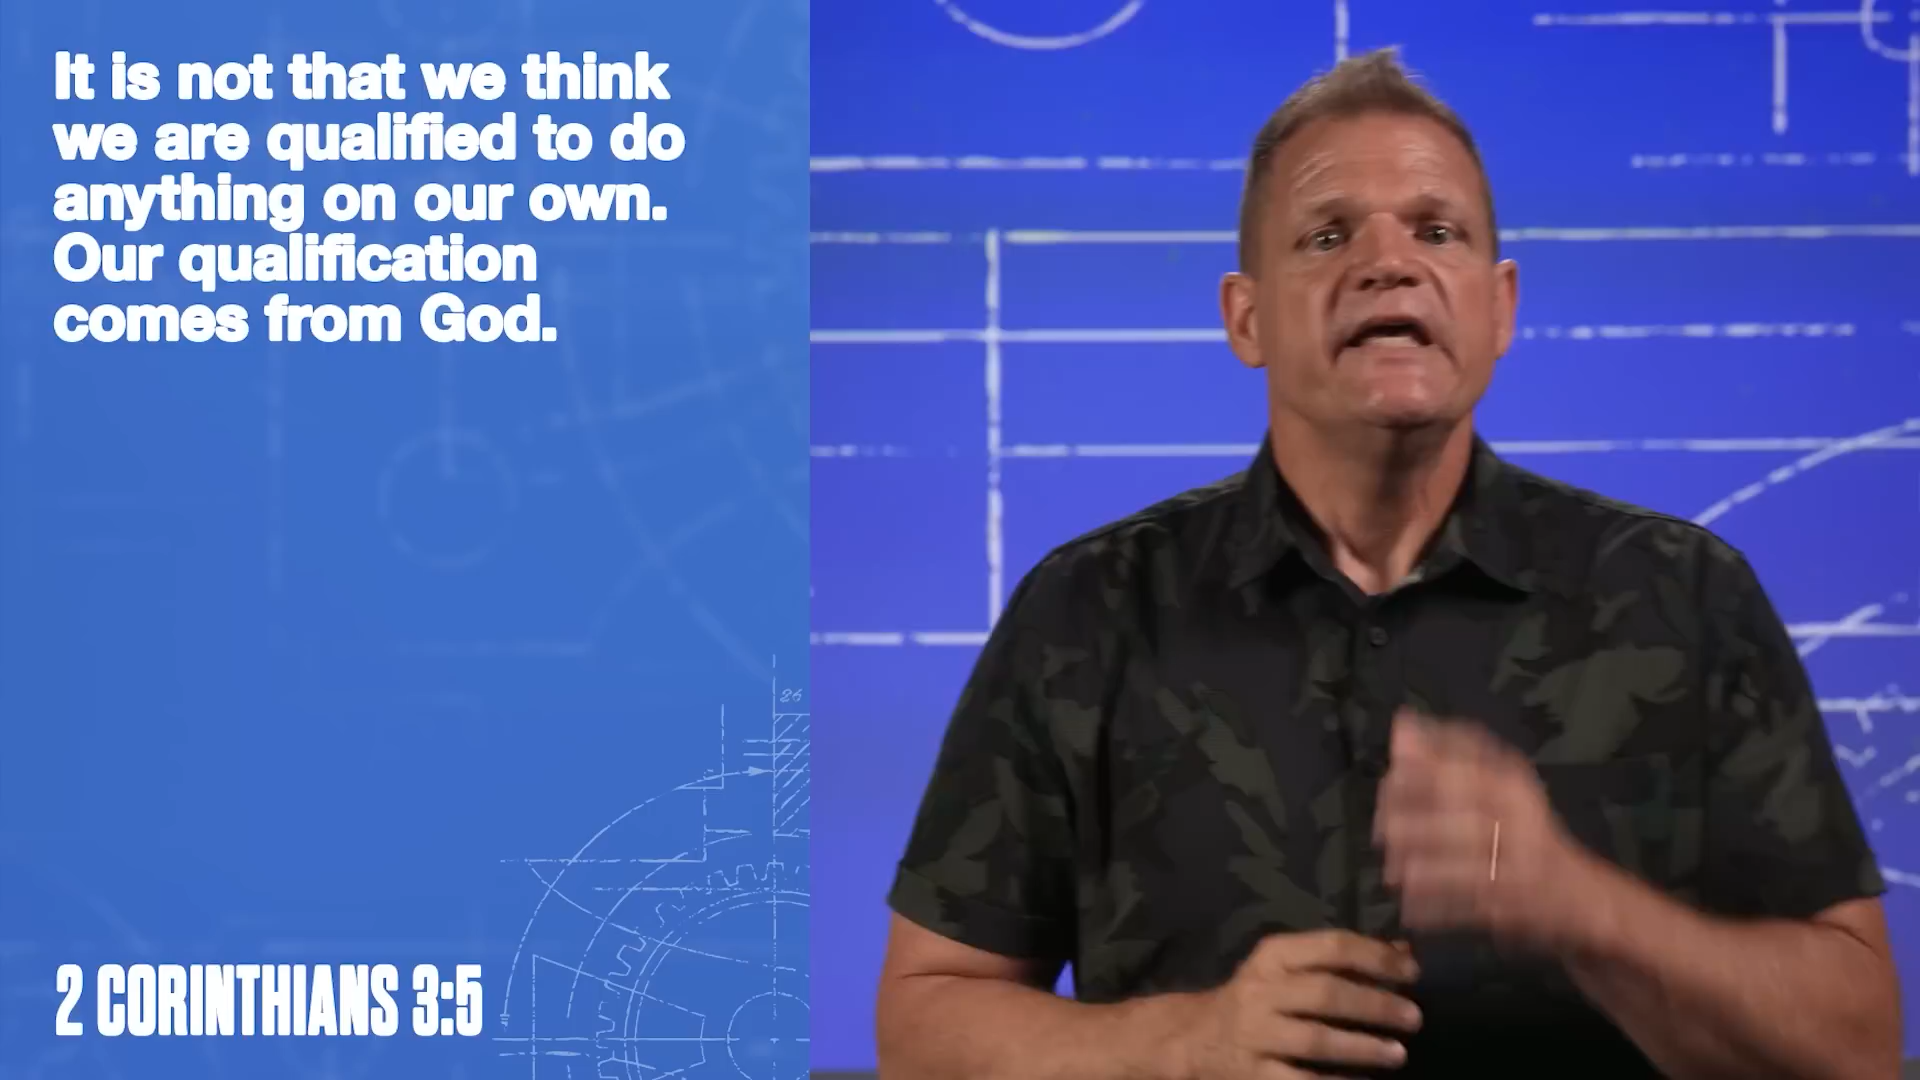 It is not that we think
we are qualified to do
anything on our own.
Our qualification
comes from God.
26
2 CORINTHIANS 3:5